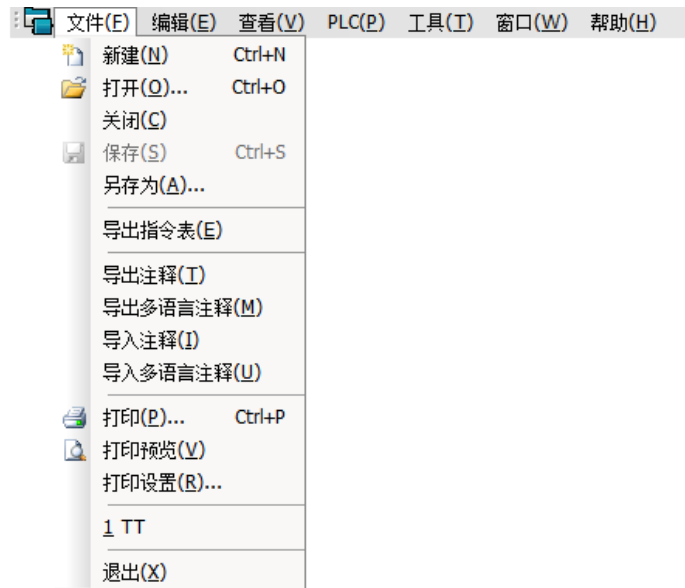 文件(F) 编辑(E) 查看(V) PLC(P) 工具(T) 窗口(W) 帮助(H)
新建(N) Ctrl+N
打开(O)... Ctrl+O
关闭(C)
保存(S) Ctrl+S
另存为(A)...
导出指令表(E)
导出注释(T)
导出多语言注释(M)
导入注释(I)
导入多语言注释(U)
打印(P)... Ctrl+P
打印预览(V)
打印设置(R)...
1 TT
退出(X)